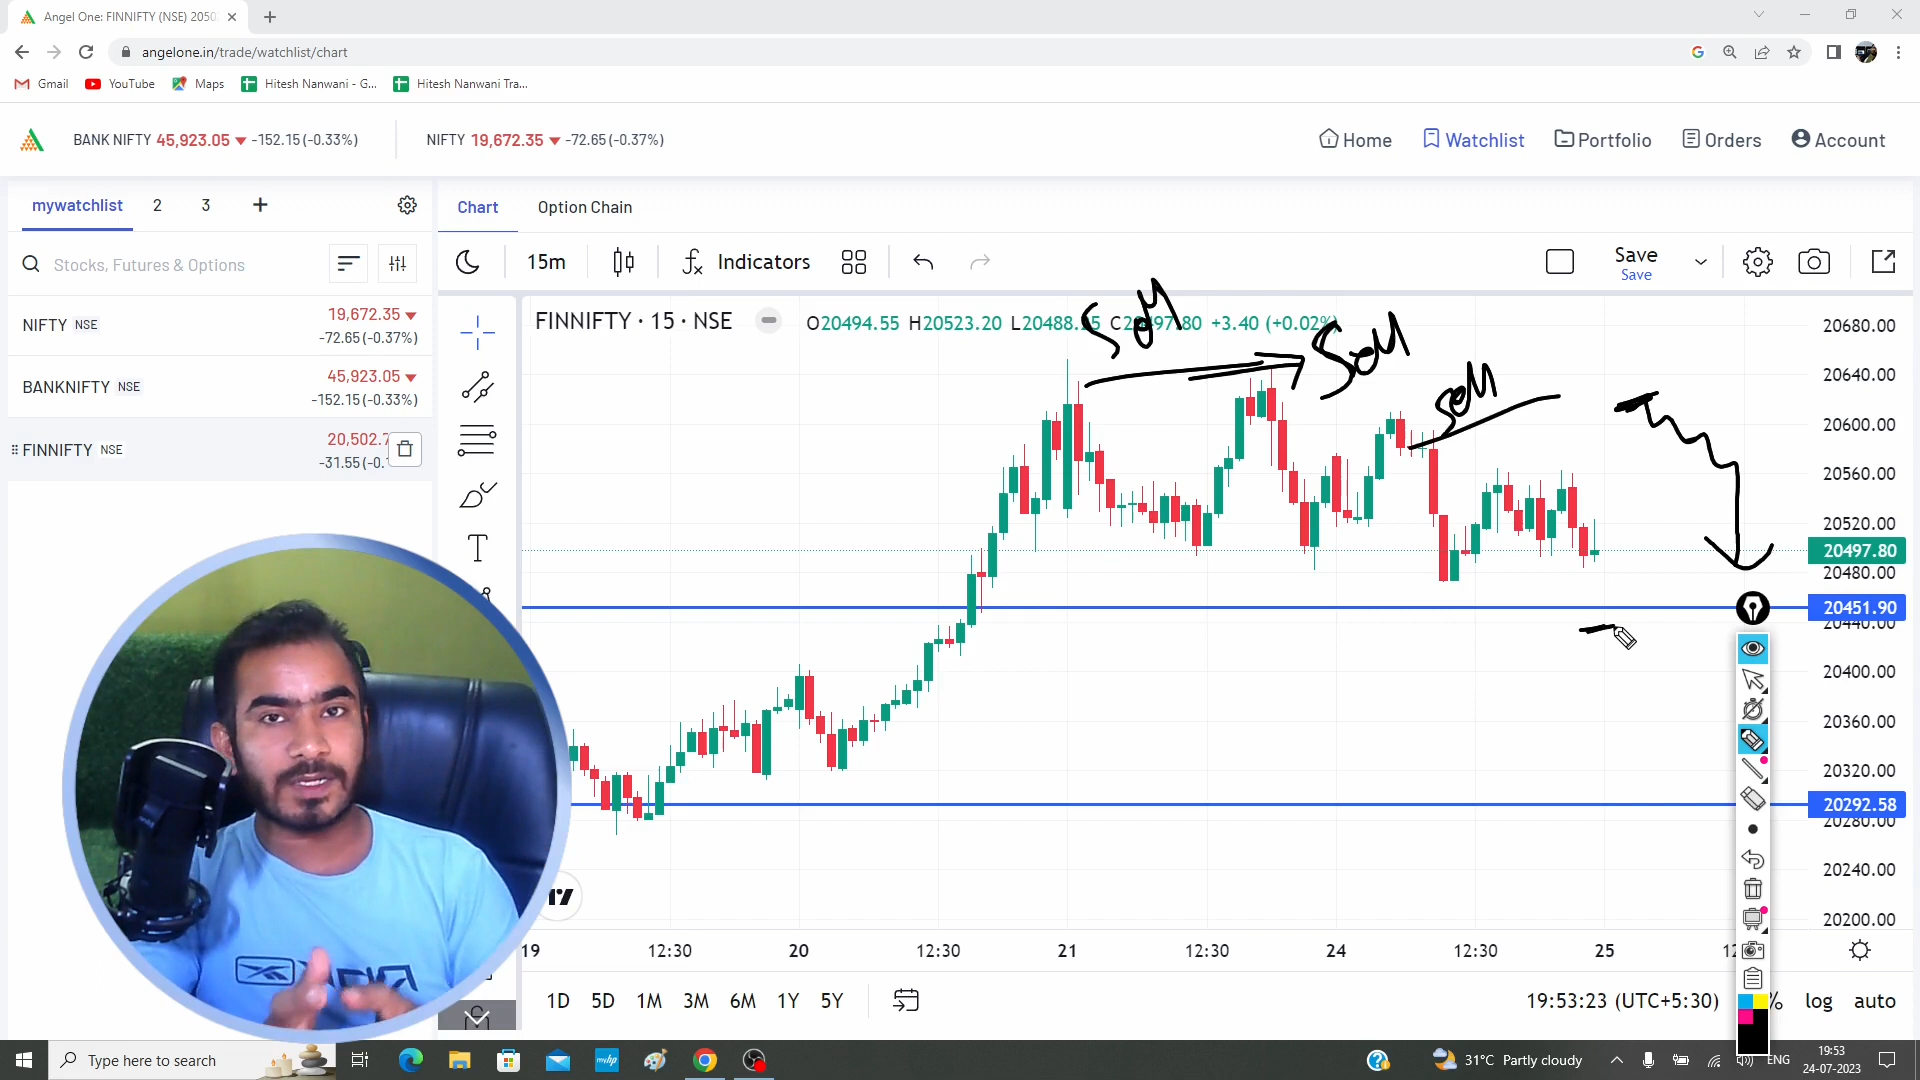 Angel One: FINNIFTY (NSE) 2050
angelone.in/trade/watchlist/chart
Gmail YouTube Maps Hitesh Nanwani - G... Hitesh Nanwani Tra...
BANK NIFTY 45,923.05 -152.15 (-0.33%) NIFTY 19,672.35 -72.65 (-0.37%) Home Watchlist Portfolio Orders Account
mywatchlist 2 3 + Chart Option Chain
Stocks, Futures & Options 15m Indicators Save
Save
NIFTY NSE 19,672.35
-72.65 (-0.37%)
BANKNIFTY NSE 45,923.05
-152.15 (-0.33%)
FINNIFTY NSE 20,502.7
-31.55 (-0.
FINNIFTY · 15 · NSE O20494.55 H20523.20 +3.40 (+0.02%)
Sell
Sell
Sell
20680.00
20640.00
20600.00
20560.00
20520.00
20497.80
20480.00
20451.90
20440.00
20400.00
20360.00
20320.00
20292.58
20280.00
20240.00
20200.00
19 12:30 20 12:30 21 12:30 24 12:30 25
1D 5D 1M 3M 6M 1Y 5Y 19:53:23 (UTC+5:30) % log auto
Type here to search 31°C Partly cloudy ENG 19:53
24-07-2023